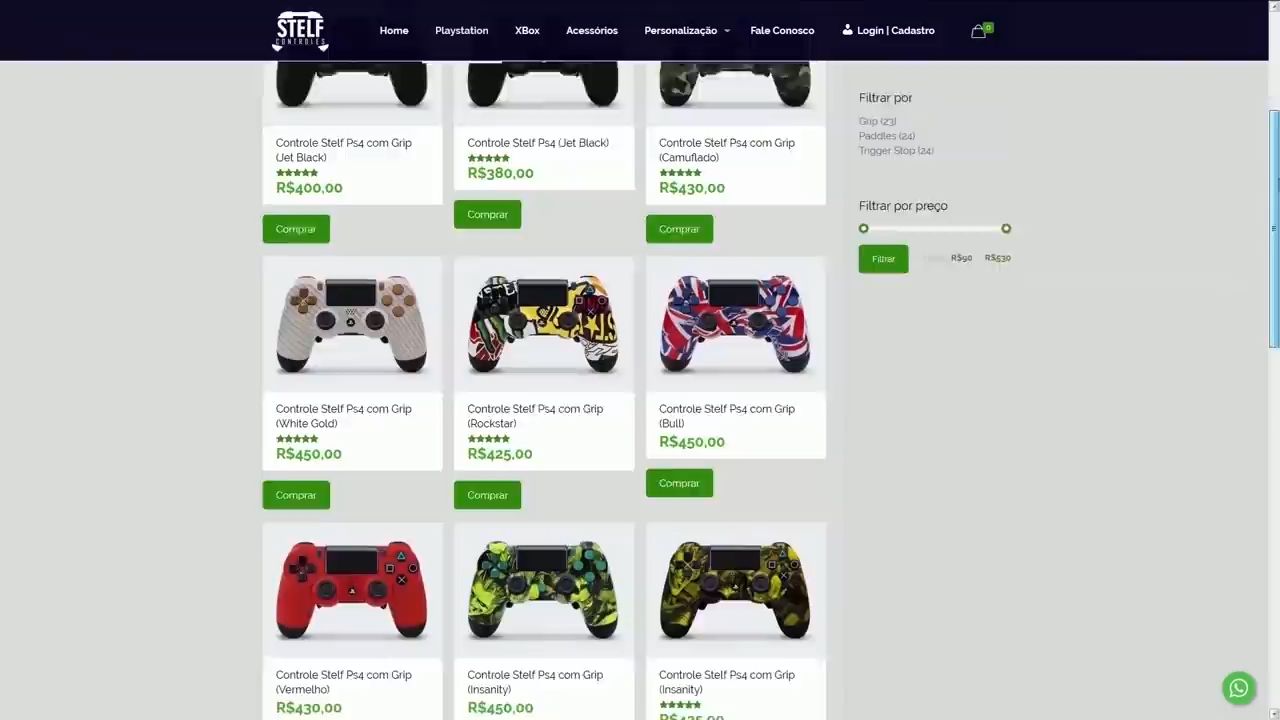 STELF
CONTROLES
Home
Playstation
XBox
Acessórios
Personalização
Fale Conosco
Login | Cadastro
0
Controle Stelf Ps4 com Grip
(Jet Black)
R$400,00
Comprar
Controle Stelf Ps4 (Jet Black)
R$380,00
Comprar
Controle Stelf Ps4 com Grip
(Camuflado)
R$430,00
Comprar
Filtrar por
Grip (23)
Paddles (24)
Trigger Stop (24)
Filtrar por preço
Filtrar
R$90
R$530
Controle Stelf Ps4 com Grip
(White Gold)
R$450,00
Comprar
Controle Stelf Ps4 com Grip
(Rockstar)
R$425,00
Comprar
Controle Stelf Ps4 com Grip
(Bull)
R$450,00
Comprar
Controle Stelf Ps4 com Grip
(Vermelho)
R$430,00
Controle Stelf Ps4 com Grip
(Insanity)
R$450,00
Controle Stelf Ps4 com Grip
(Insanity)
R$425,00